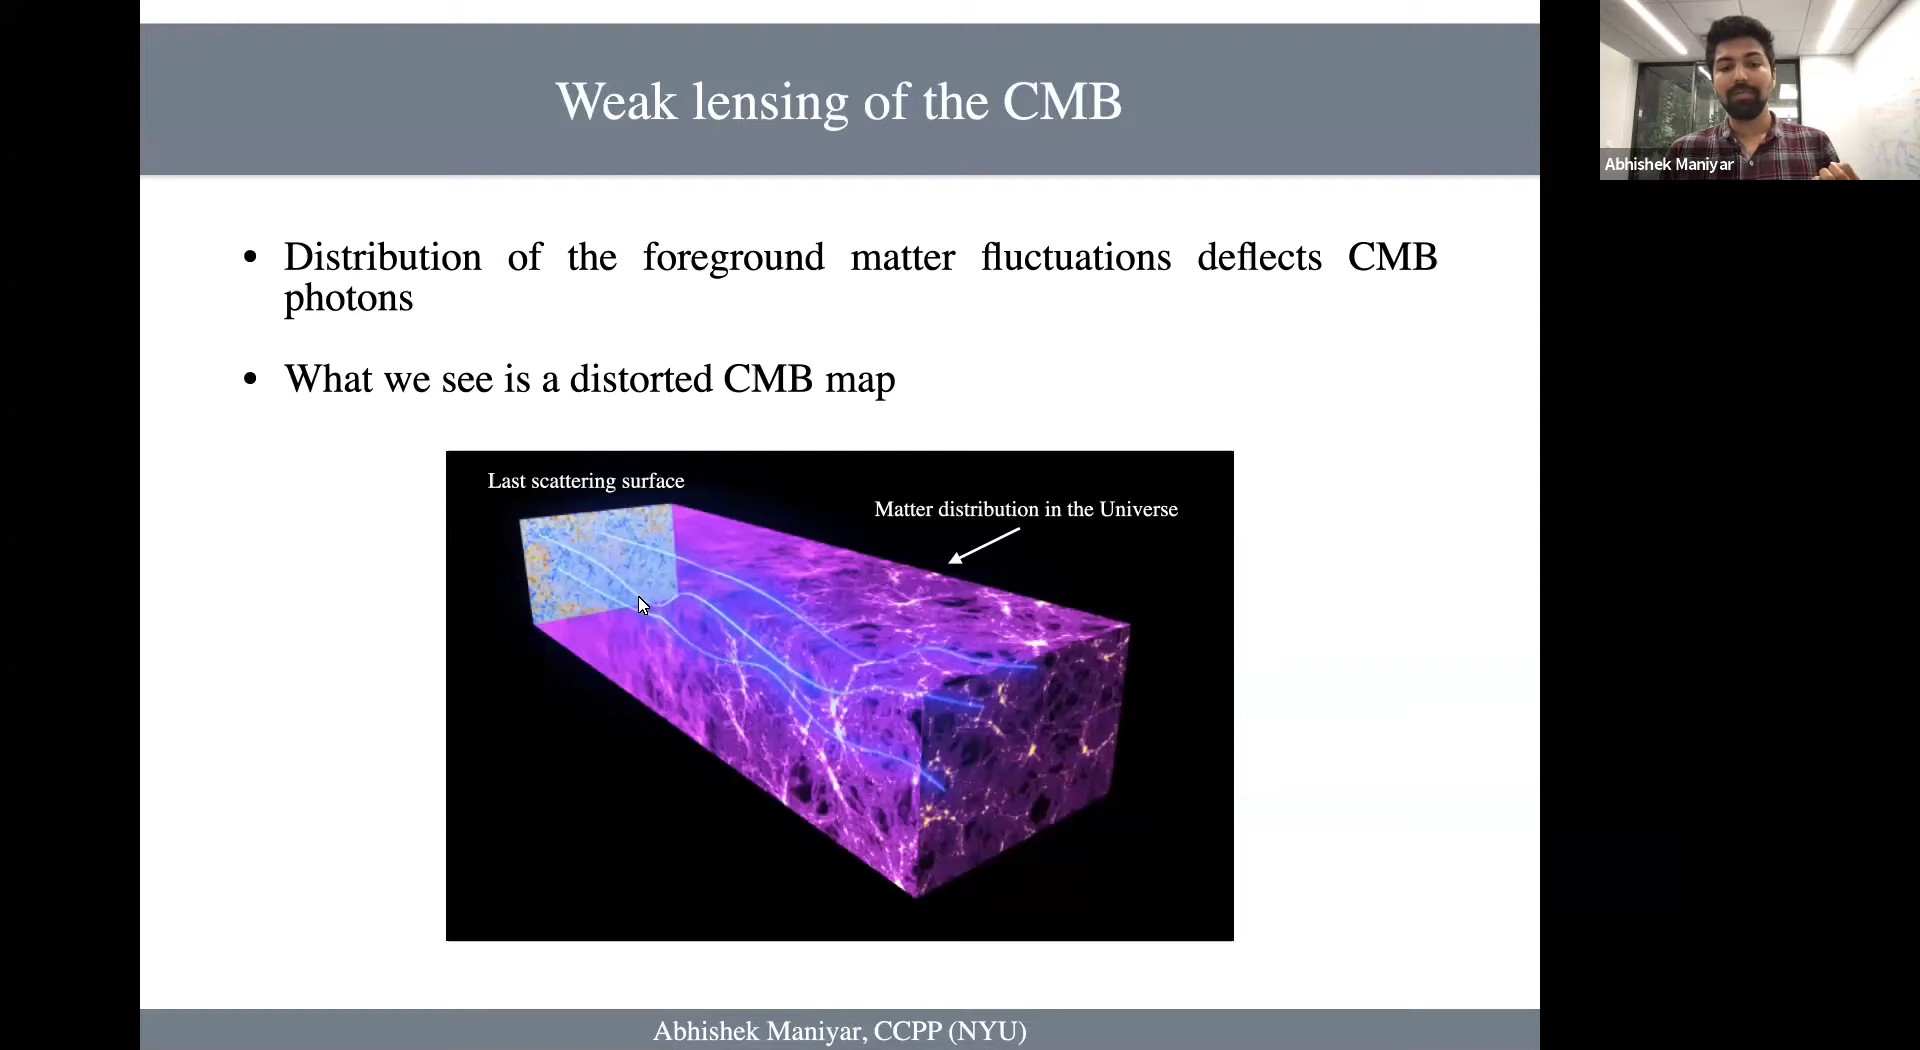 Weak lensing of the CMB
Abhishek Maniyar
• Distribution of the foreground matter fluctuations deflects CMB
photons
• What we see is a distorted CMB map
Last scattering surface
Matter distribution in the Universe
Abhishek Maniyar, CCPP (NYU)